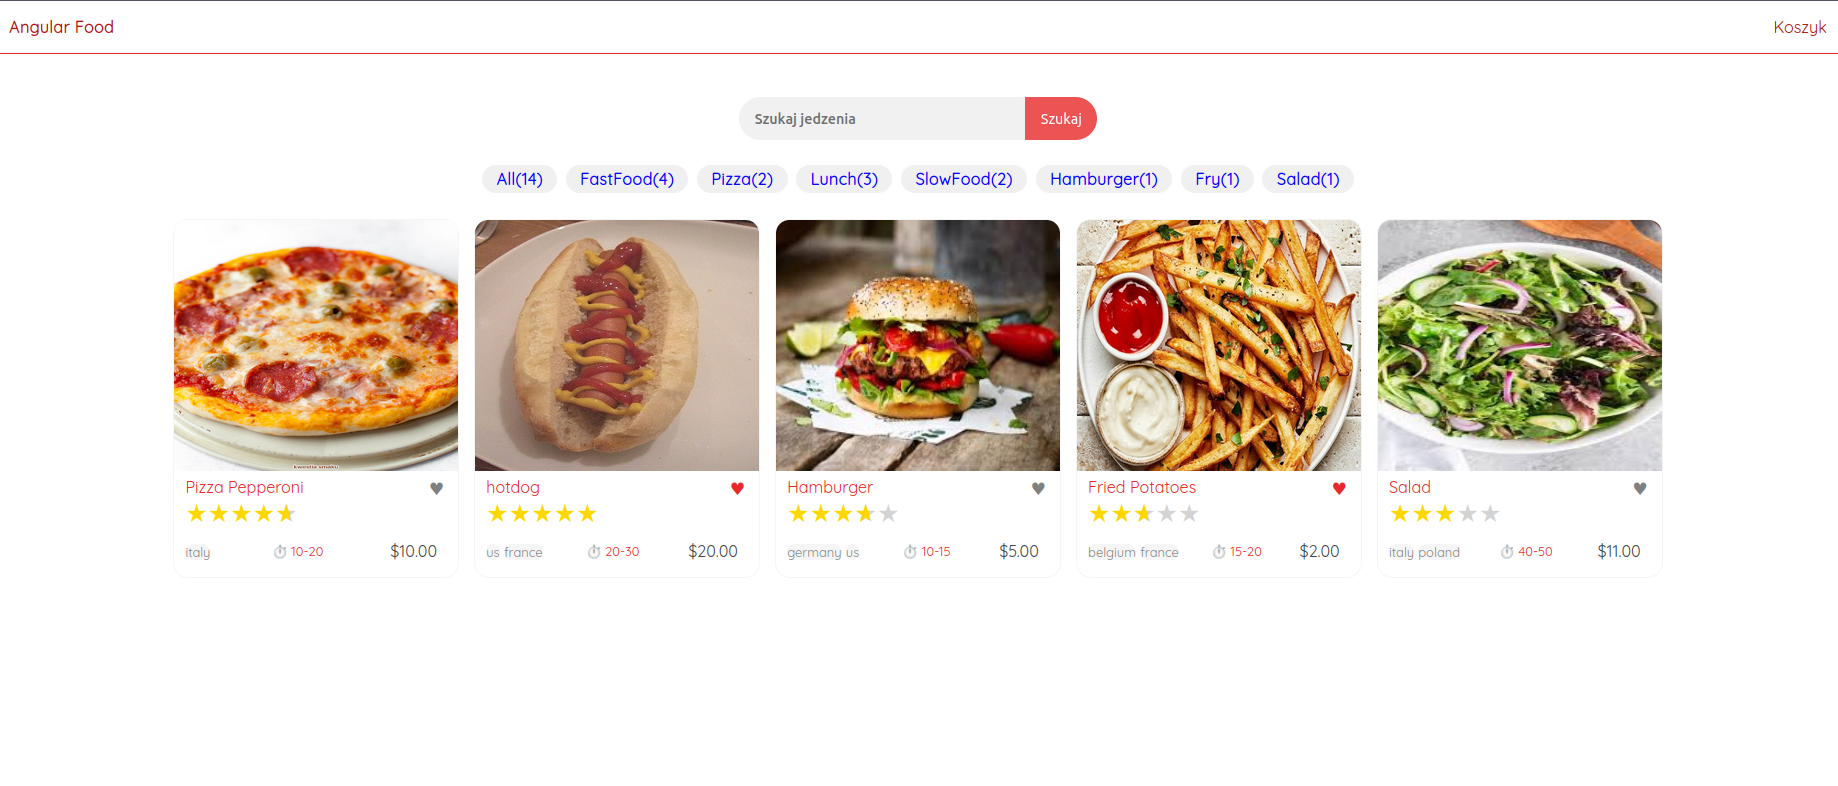 Angular Food
Koszyk
Szukaj jedzenia
Szukaj
All(14) FastFood(4) Pizza(2) Lunch(3) SlowFood(2) Hamburger(1) Fry(1) Salad(1)
kwestia smaku
Pizza Pepperoni
italy 10-20 $10.00
hotdog
us france 20-30 $20.00
Hamburger
germany us 10-15 $5.00
Fried Potatoes
belgium france 15-20 $2.00
Salad
italy poland 40-50 $11.00